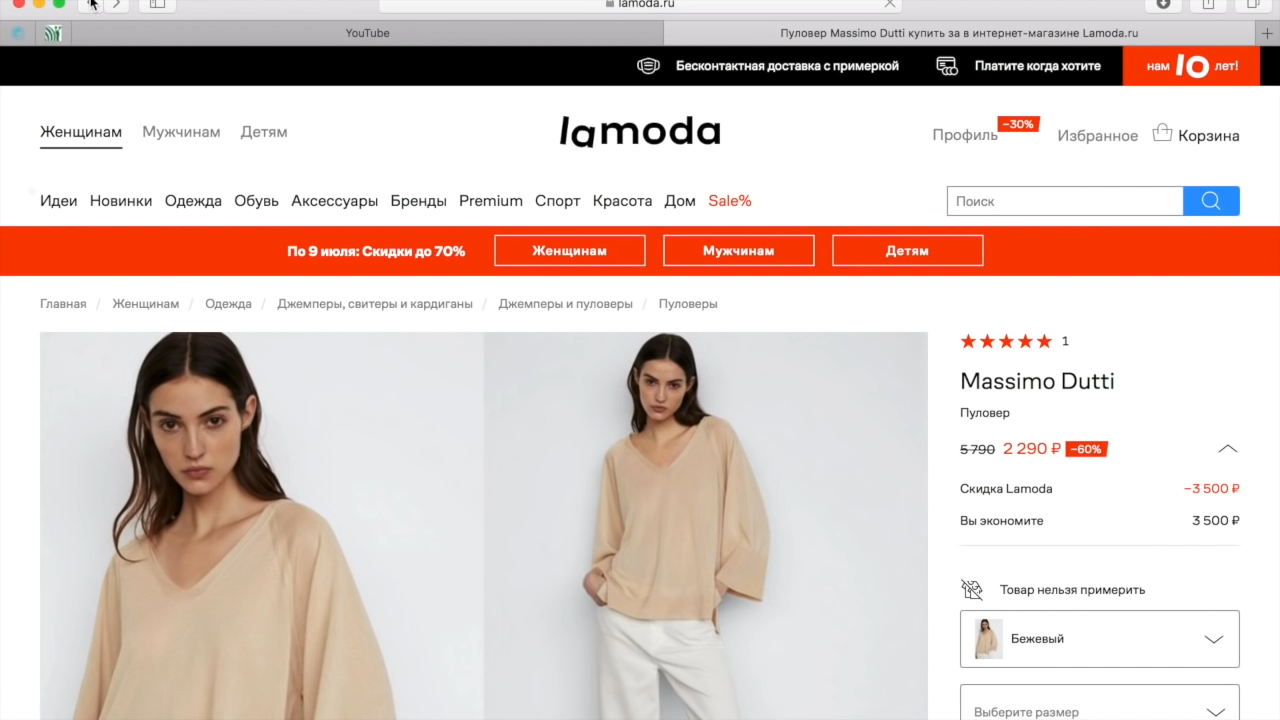 lamoda.ru
YouTube
Пуловер Massimo Dutti купить за в интернет-магазине Lamoda.ru
Бесконтактная доставка с примеркой
Платите когда хотите
нам 10 лет!
Женщинам Мужчинам Детям
lamoda
Профиль –30% Избранное Корзина
Идеи Новинки Одежда Обувь Аксессуары Бренды Premium Спорт Красота Дом Sale%
Поиск
По 9 июля: Скидки до 70% Женщинам Мужчинам Детям
Главная / Женщинам / Одежда / Джемперы, свитеры и кардиганы / Джемперы и пуловеры / Пуловеры
1
Massimo Dutti
Пуловер
5 790 2 290 ₽ –60%
Скидка Lamoda –3 500 ₽
Вы экономите 3 500 ₽
Товар нельзя примерить
Бежевый
Выберите размер